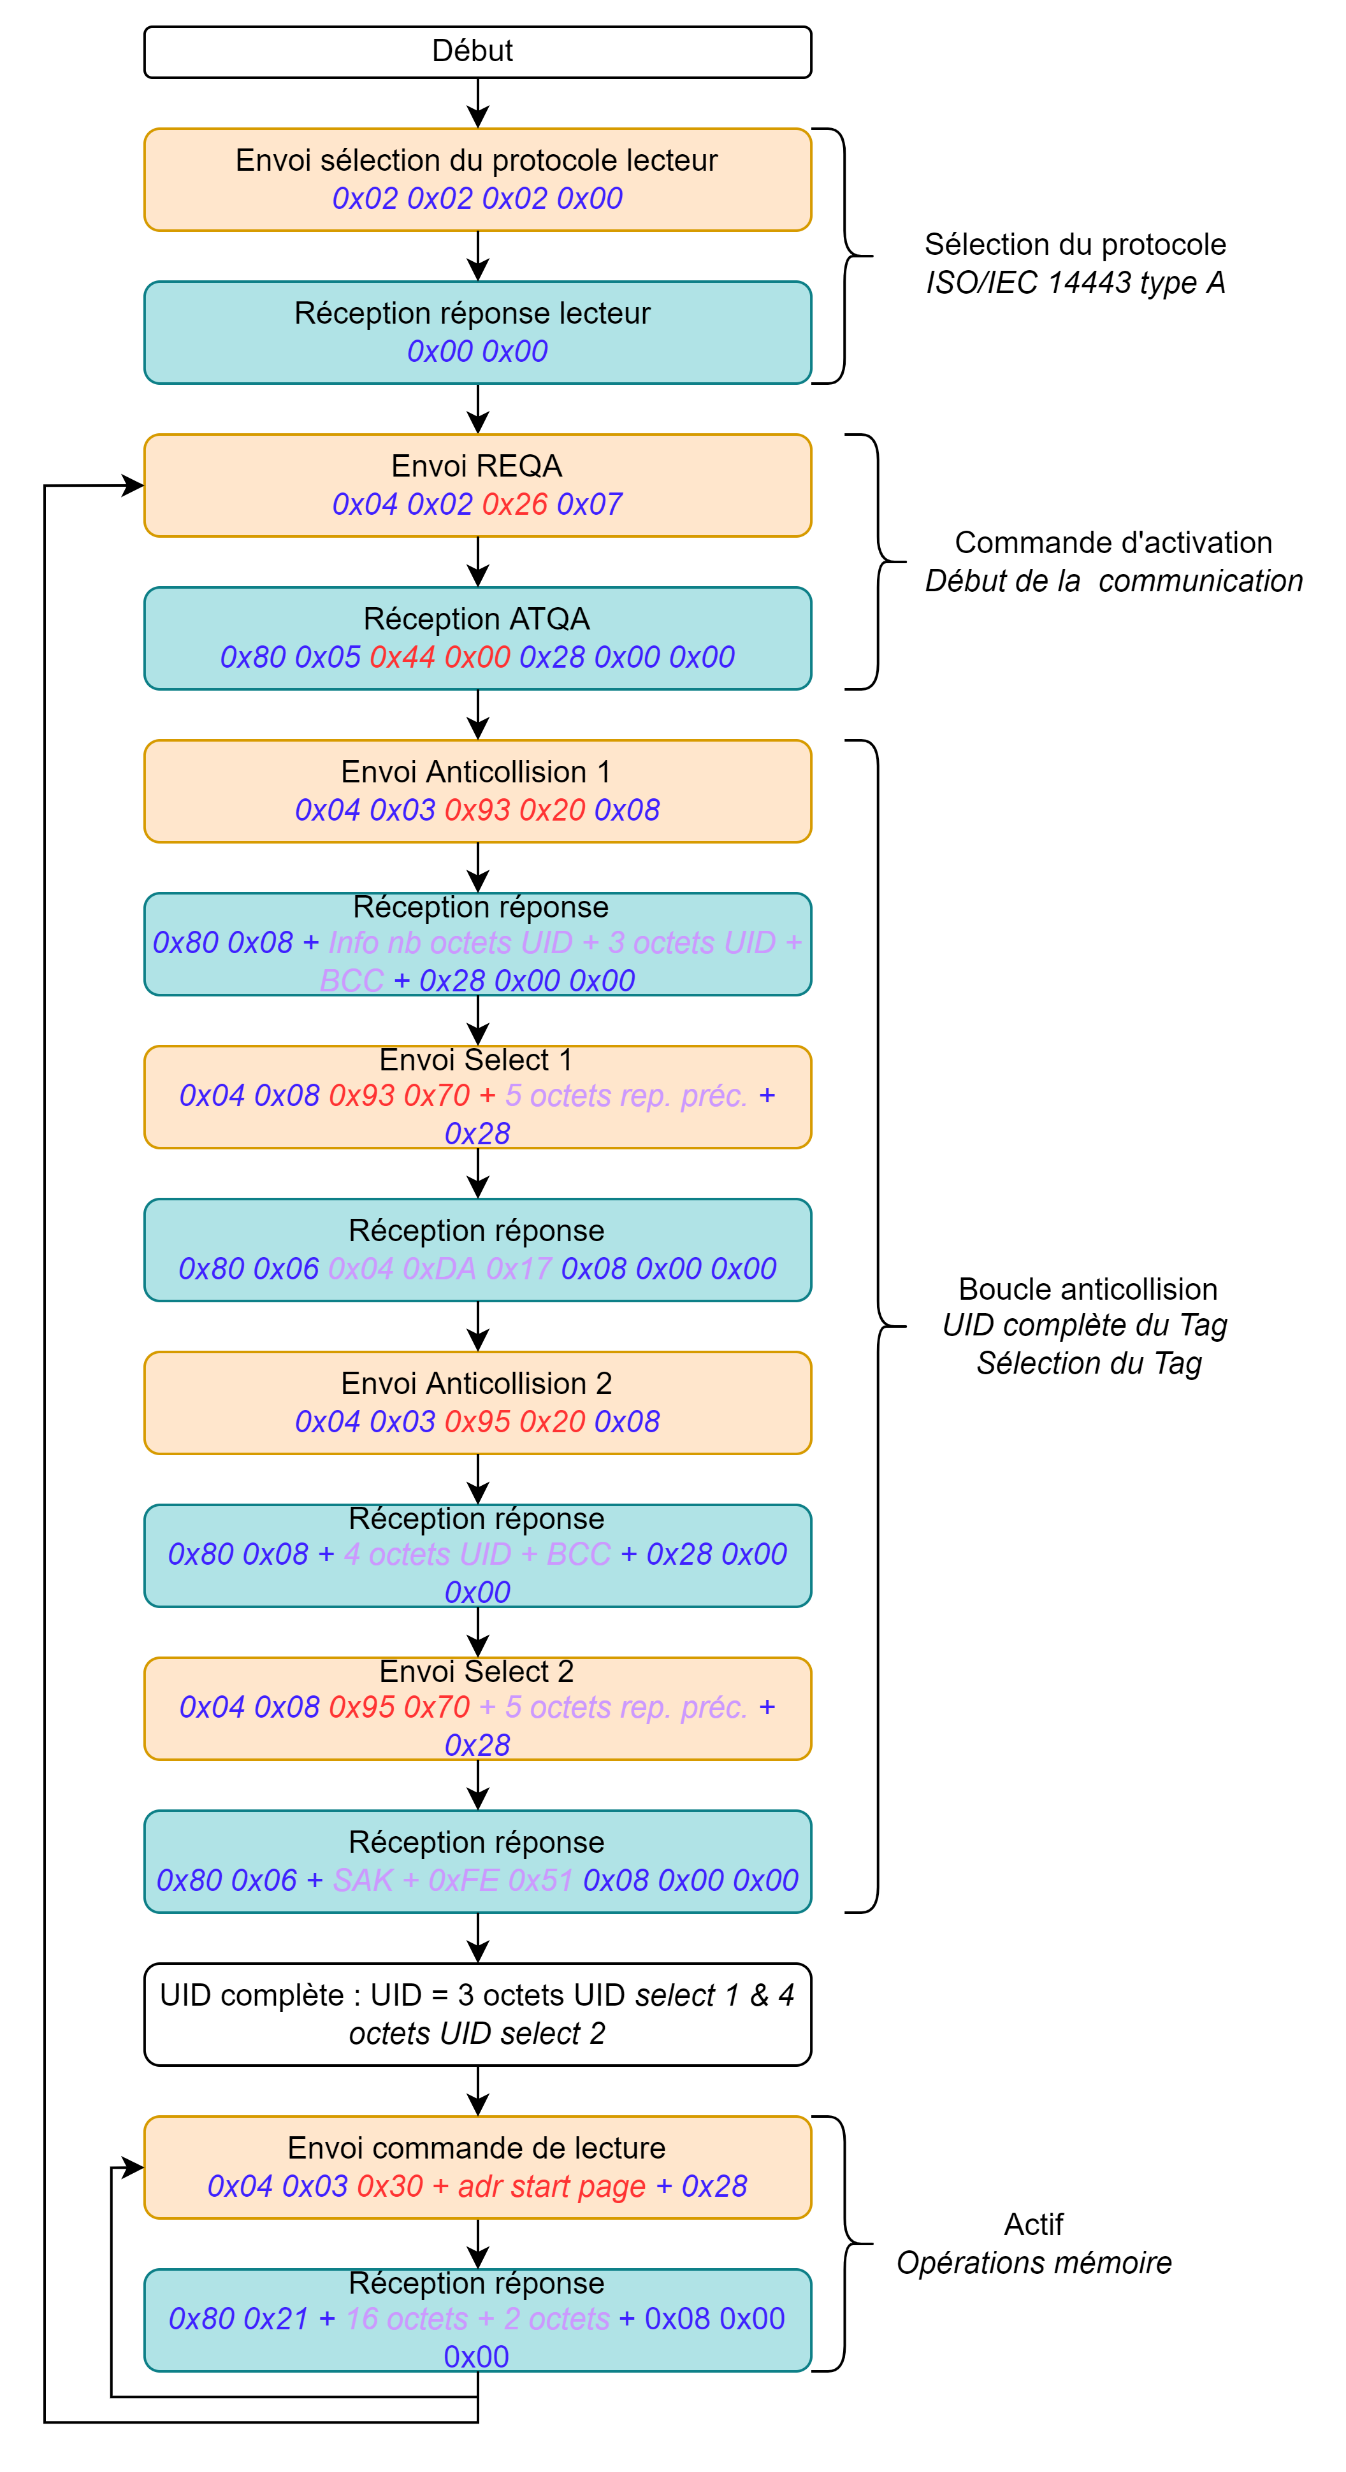 Début
Envoi sélection du protocole lecteur
0x02 0x02 0x02 0x00
Réception réponse lecteur
0x00 0x00
Sélection du protocole
ISO/IEC 14443 type A
Envoi REQA
0x04 0x02 0x26 0x07
Réception ATQA
0x80 0x05 0x44 0x00 0x28 0x00 0x00
Commande d'activation
Début de la  communication
Envoi Anticollision 1
0x04 0x03 0x93 0x20 0x08
Réception réponse
0x80 0x08 + Info nb octets UID + 3 octets UID +
BCC + 0x28 0x00 0x00
Envoi Select 1
0x04 0x08 0x93 0x70 + 5 octets rep. préc. +
0x28
Réception réponse
0x80 0x06 0x04 0xDA 0x17 0x08 0x00 0x00
Envoi Anticollision 2
0x04 0x03 0x95 0x20 0x08
Réception réponse
0x80 0x08 + 4 octets UID + BCC + 0x28 0x00
0x00
Envoi Select 2
0x04 0x08 0x95 0x70 + 5 octets rep. préc. +
0x28
Réception réponse
0x80 0x06 + SAK + 0xFE 0x51 0x08 0x00 0x00
Boucle anticollision
UID complète du Tag
Sélection du Tag
UID complète : UID = 3 octets UID select 1 & 4
octets UID select 2
Envoi commande de lecture
0x04 0x03 0x30 + adr start page + 0x28
Réception réponse
0x80 0x21 + 16 octets + 2 octets + 0x08 0x00
0x00
Actif
Opérations mémoire